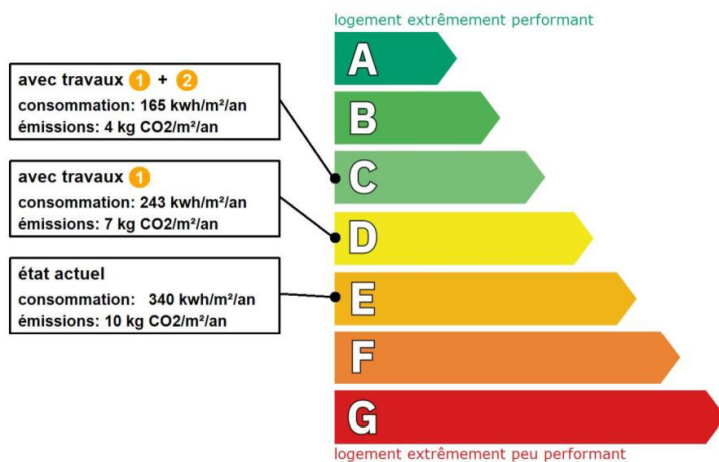 logement extrêmement performant
A
avec travaux 1 + 2
consommation: 165 kwh/m²/an
émissions: 4 kg CO2/m²/an
B
C
avec travaux 1
consommation: 243 kwh/m²/an
émissions: 7 kg CO2/m²/an
D
état actuel
consommation: 340 kwh/m²/an
émissions: 10 kg CO2/m²/an
E
F
G
logement extrêmement peu performant